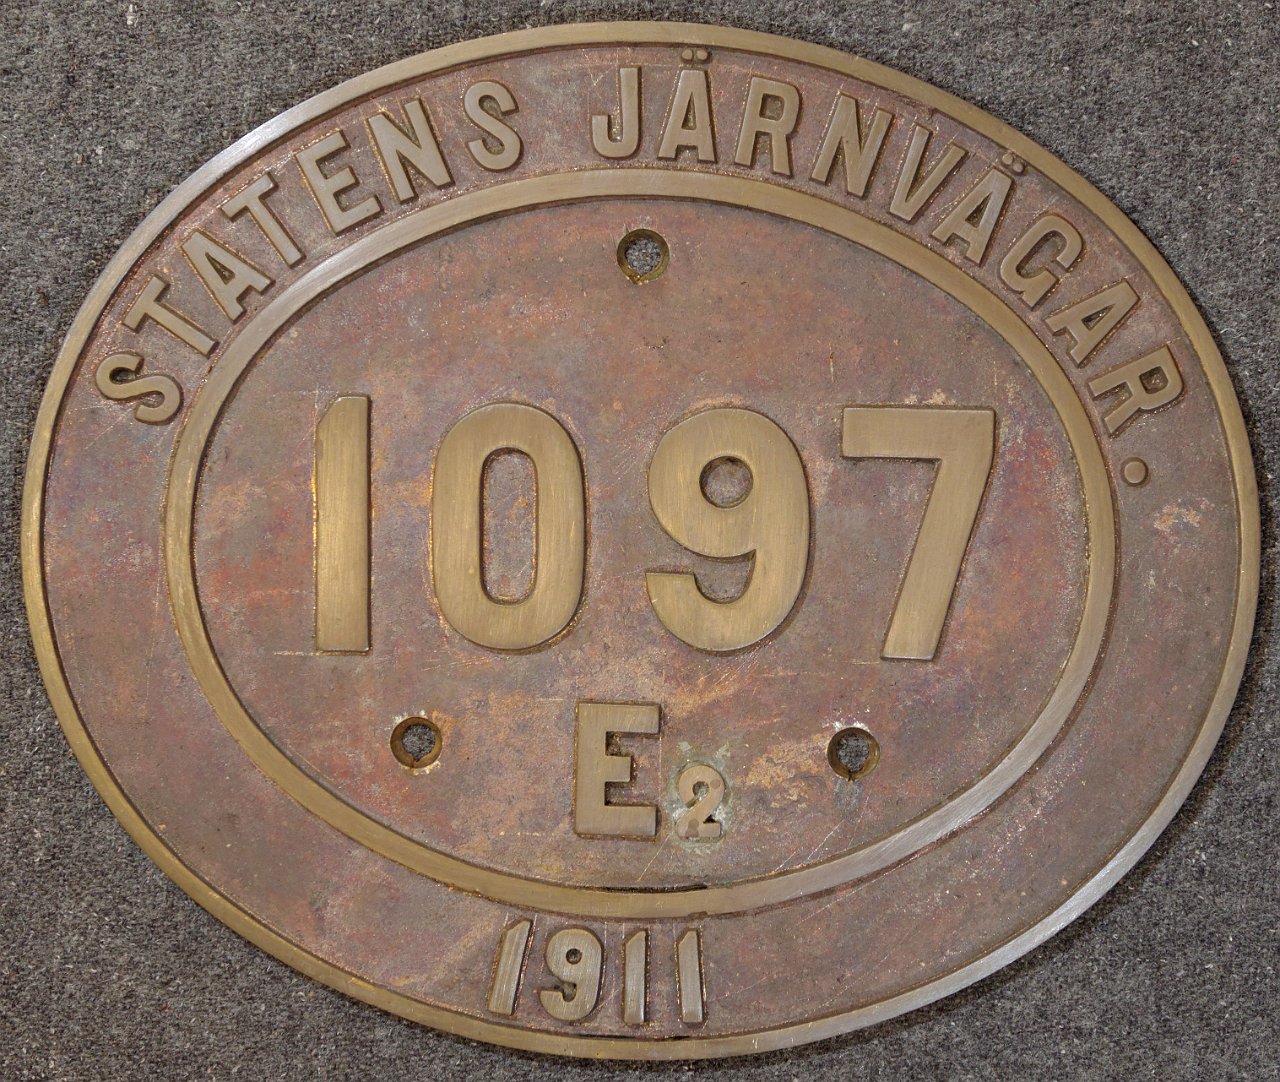 STATENS JÄRNVÄGAR.
1097
E2
1911